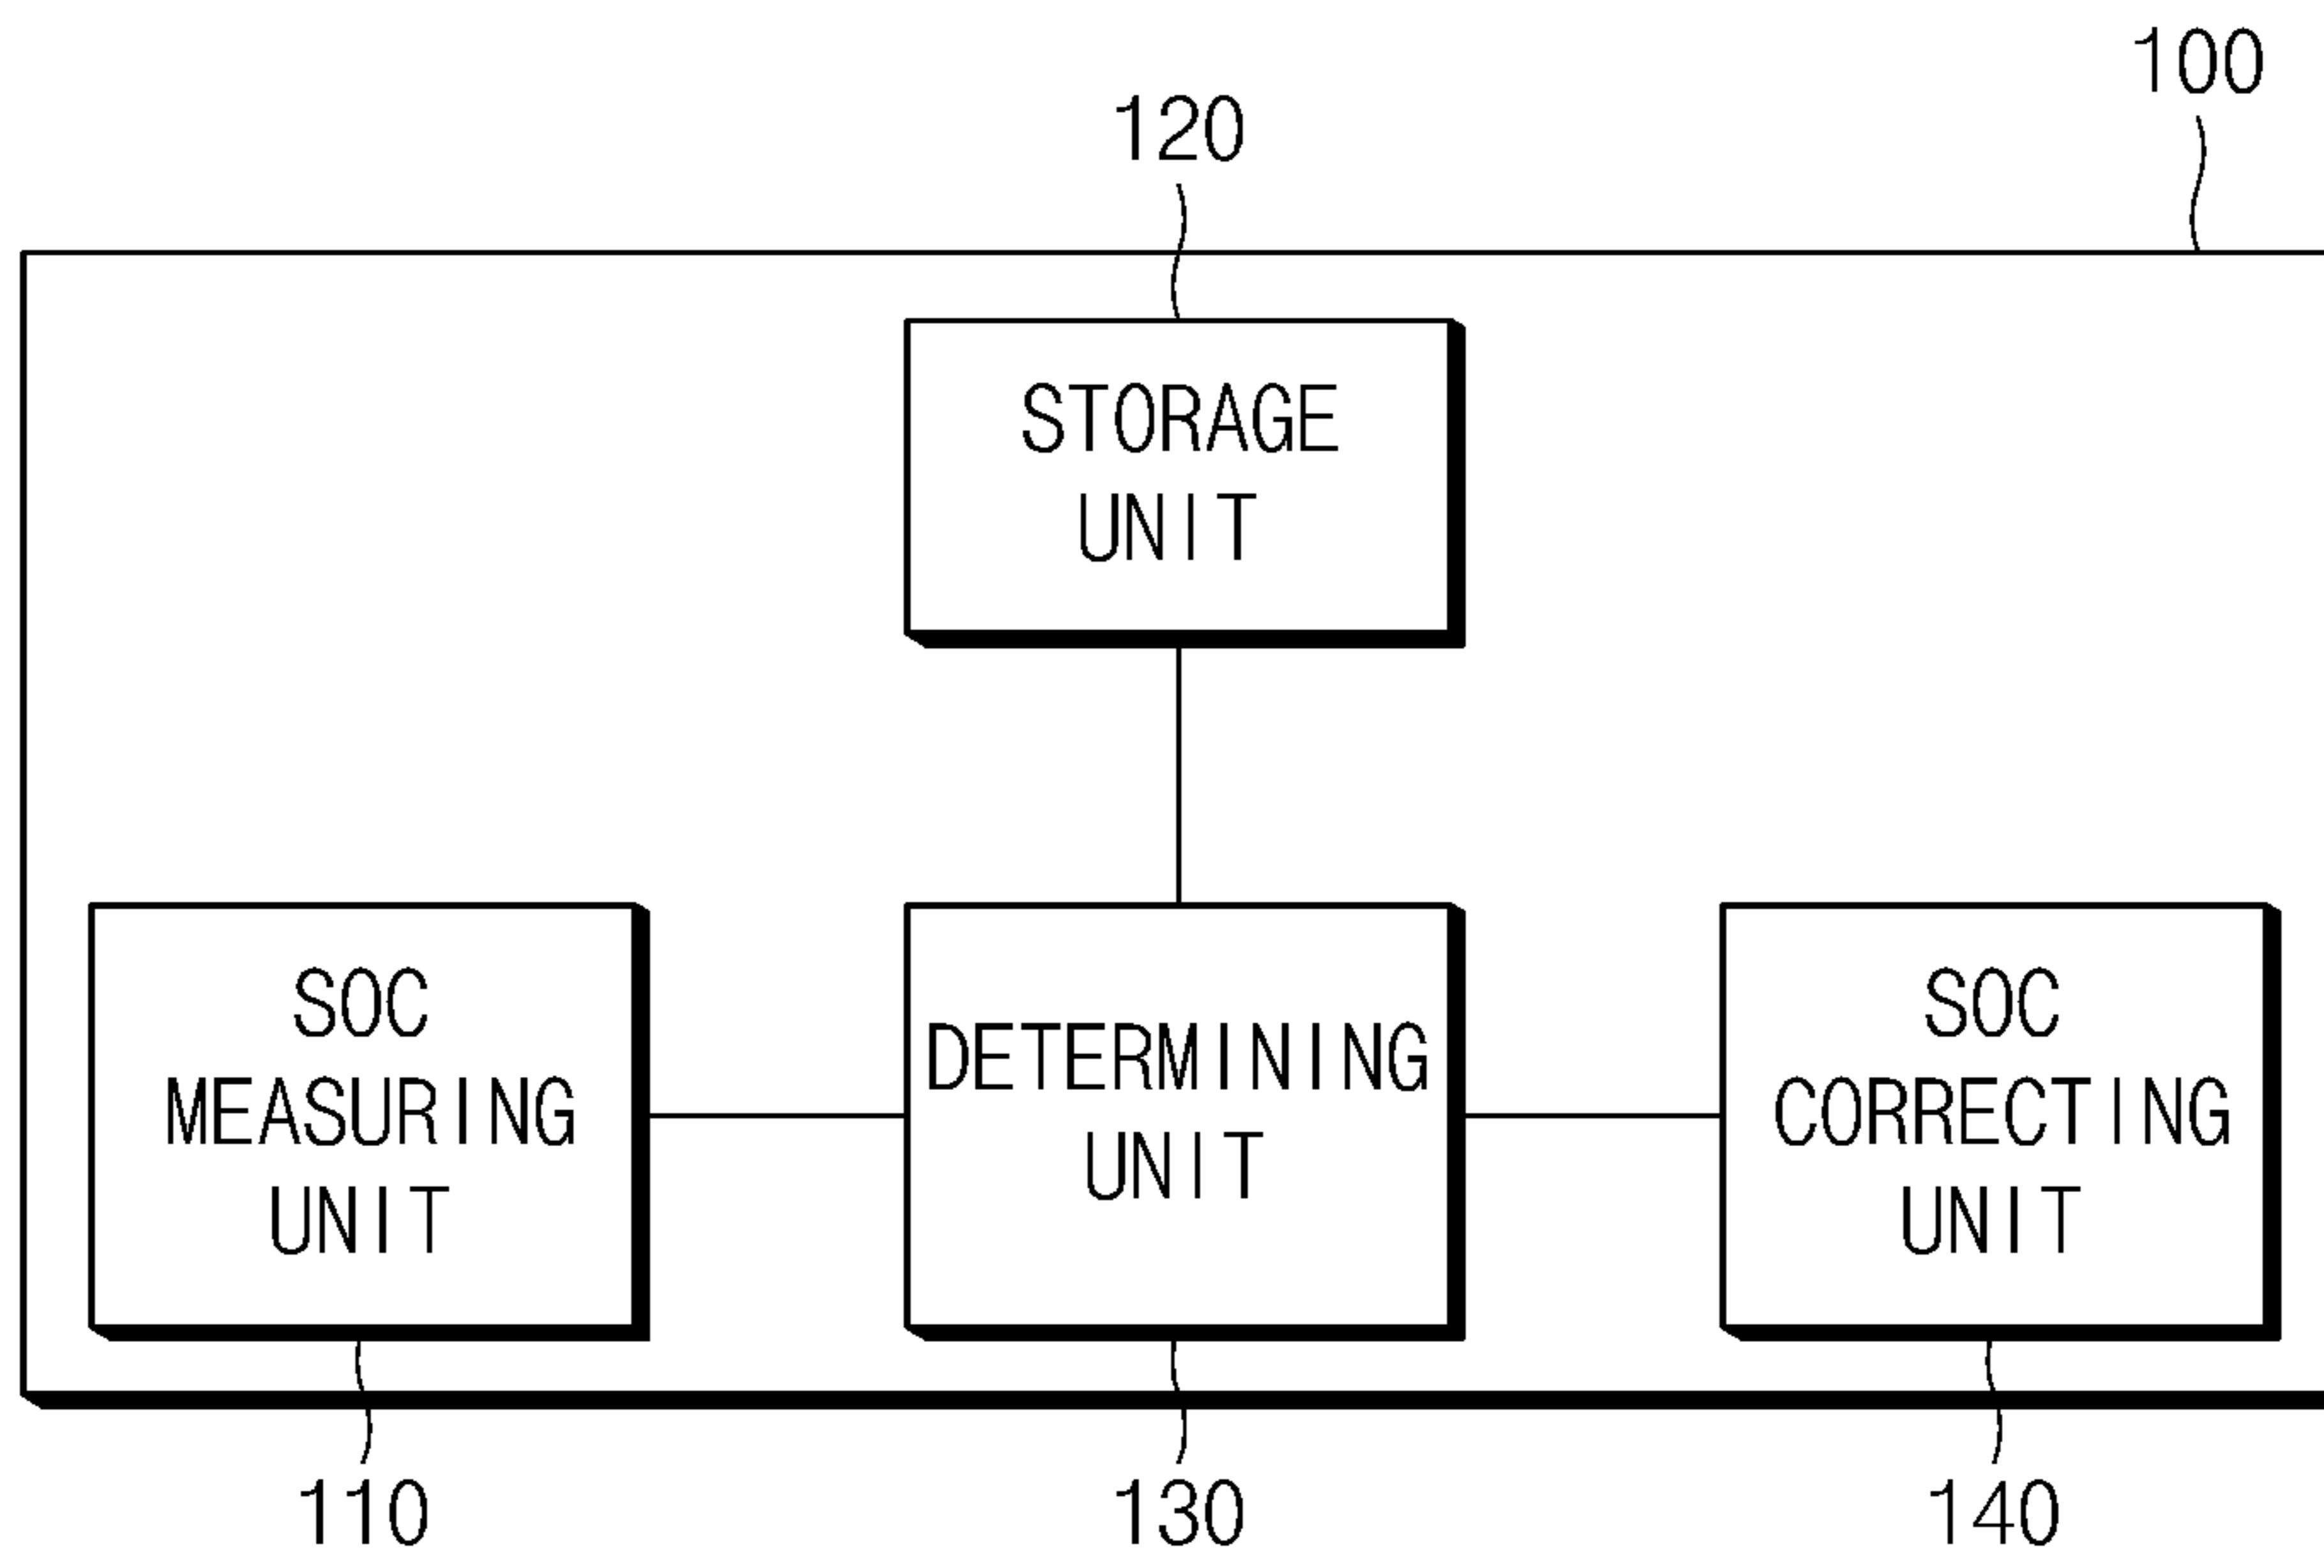 100
120
STORAGE
UNIT
SOC
MEASURING
UNIT
DETERMINING
UNIT
SOC
CORRECTING
UNIT
110
130
140